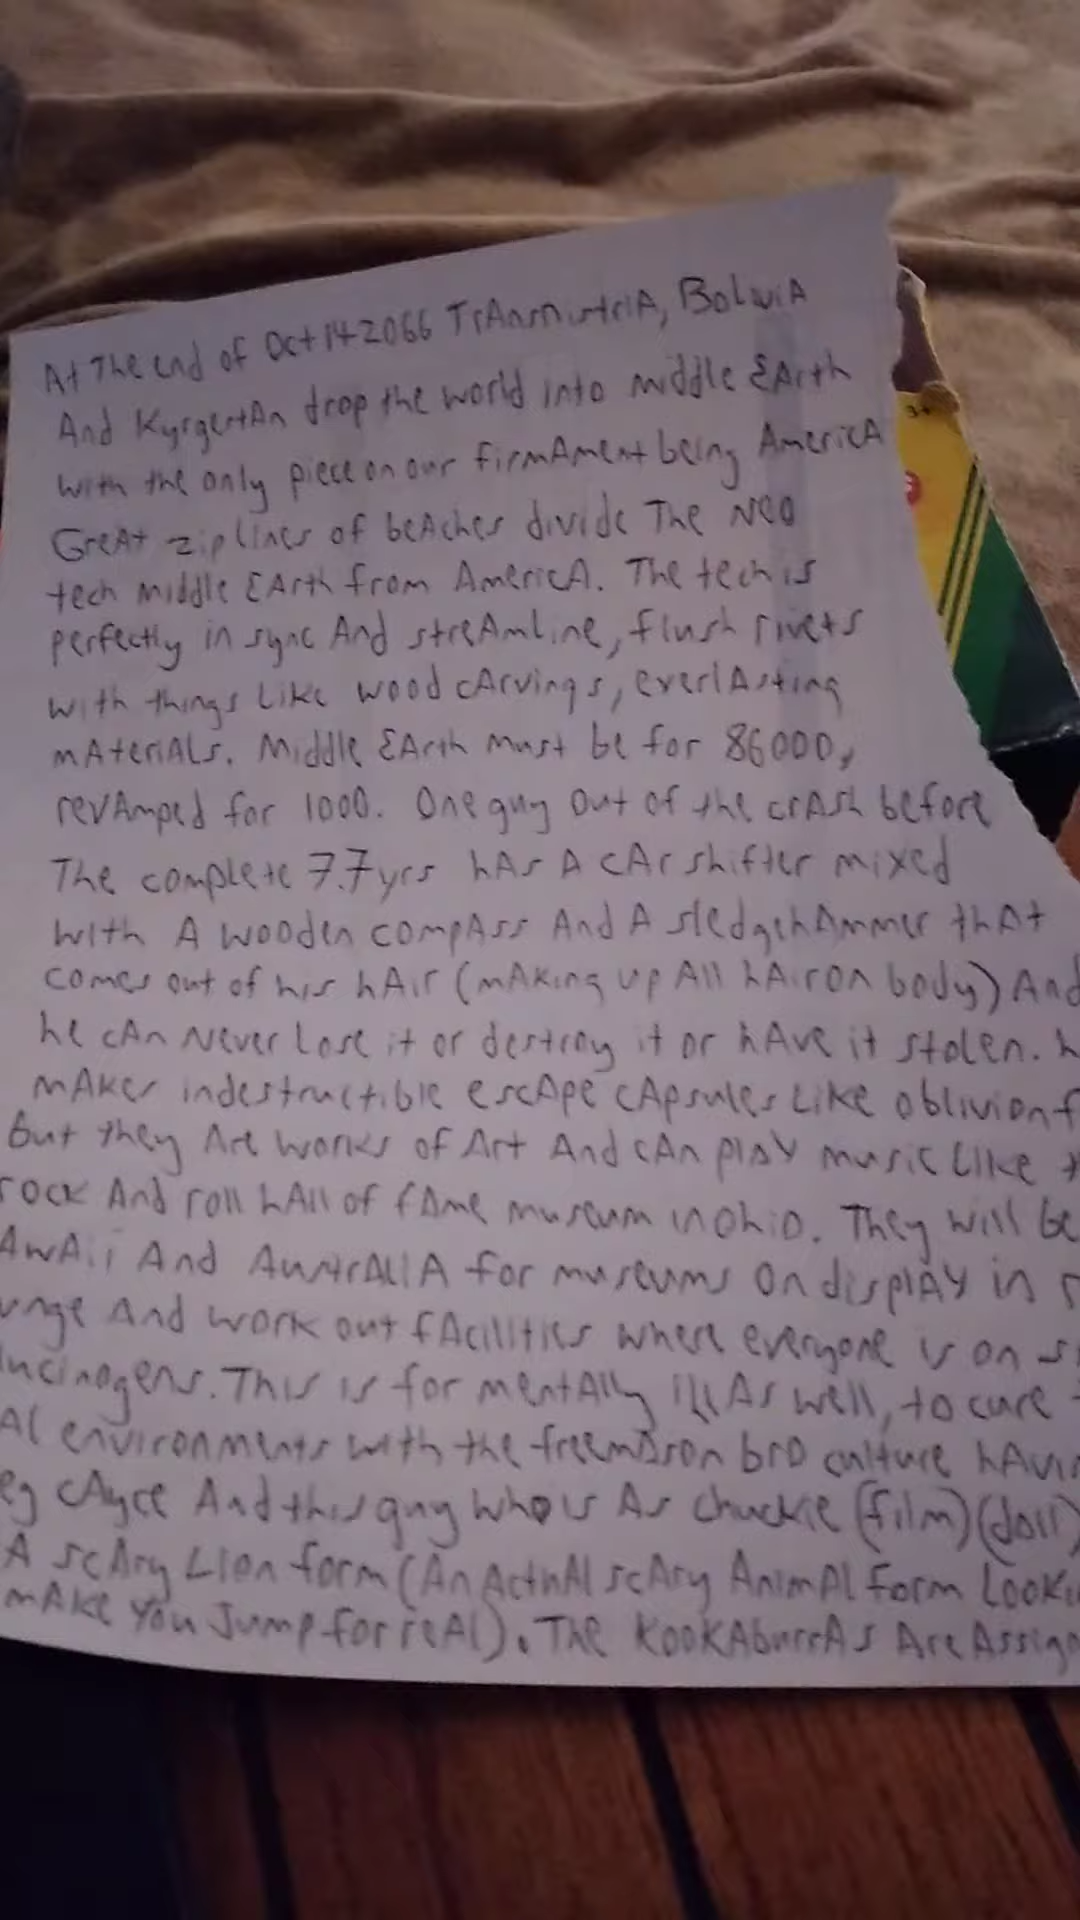 At The end of Oct 14 2066 TrAnsnistriA, BoliviA
And KyrgestAn drop the world into middle EArth
with the only piece on our firmAment being AmericA
GreAt ziplines of beAches divide The Neo
tech middle EArth from AmericA. The tech is
perfectly in sync And streAmline, flush rivets
with things like wood cArvings, everlAsting
mAteriAls. Middle EArth must be for 86000,
revAmped for 1000. One guy out of the crAsh before
The complete 7.7yrs hAs A cAr shifter mixed
with A wooden compAss And A sledgehAmmer thAt
comes out of his hAir (mAking up All hAir on body) And
he cAn Never Lose it or destroy it or hAve it stolen.
mAkes indestructible escApe cApsules Like oblivion
but they Are works of Art And cAn plAy music Like
rock And roll hAll of fAme museum in ohio. They will be
AwAii And AustrAliA for museums on displAy in
unge And work out fAcilities where everyone is on
lucinogens. This is for mentAlly ill As well, to cure
Al environments with the freemAson bro culture hAvin
eg cAyce And this guy who is As chuckie (film) (doll)
A scAry Lion form (An ActuAl scAry AnimAl form Looki
mAke You Jump for reAl). The KookAburrAs Are Assign
3+